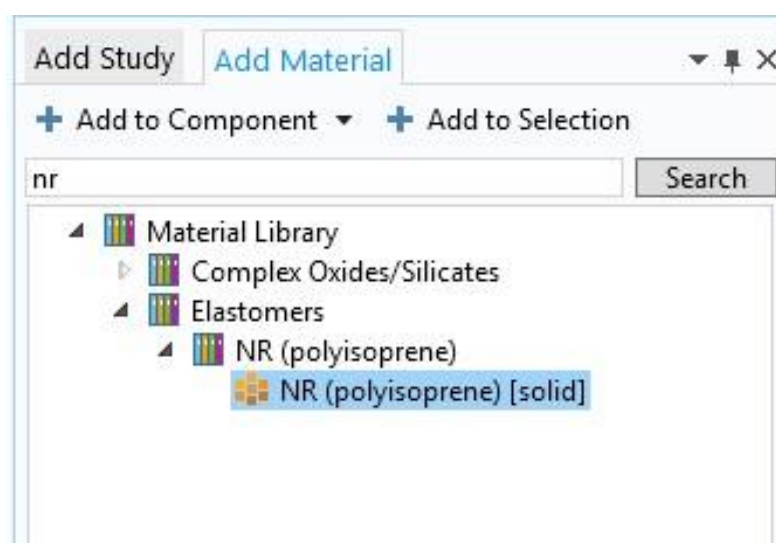 Add Study Add Material
Add to Component Add to Selection
nr Search
Material Library
Complex Oxides/Silicates
Elastomers
NR (polyisoprene)
NR (polyisoprene) [solid]